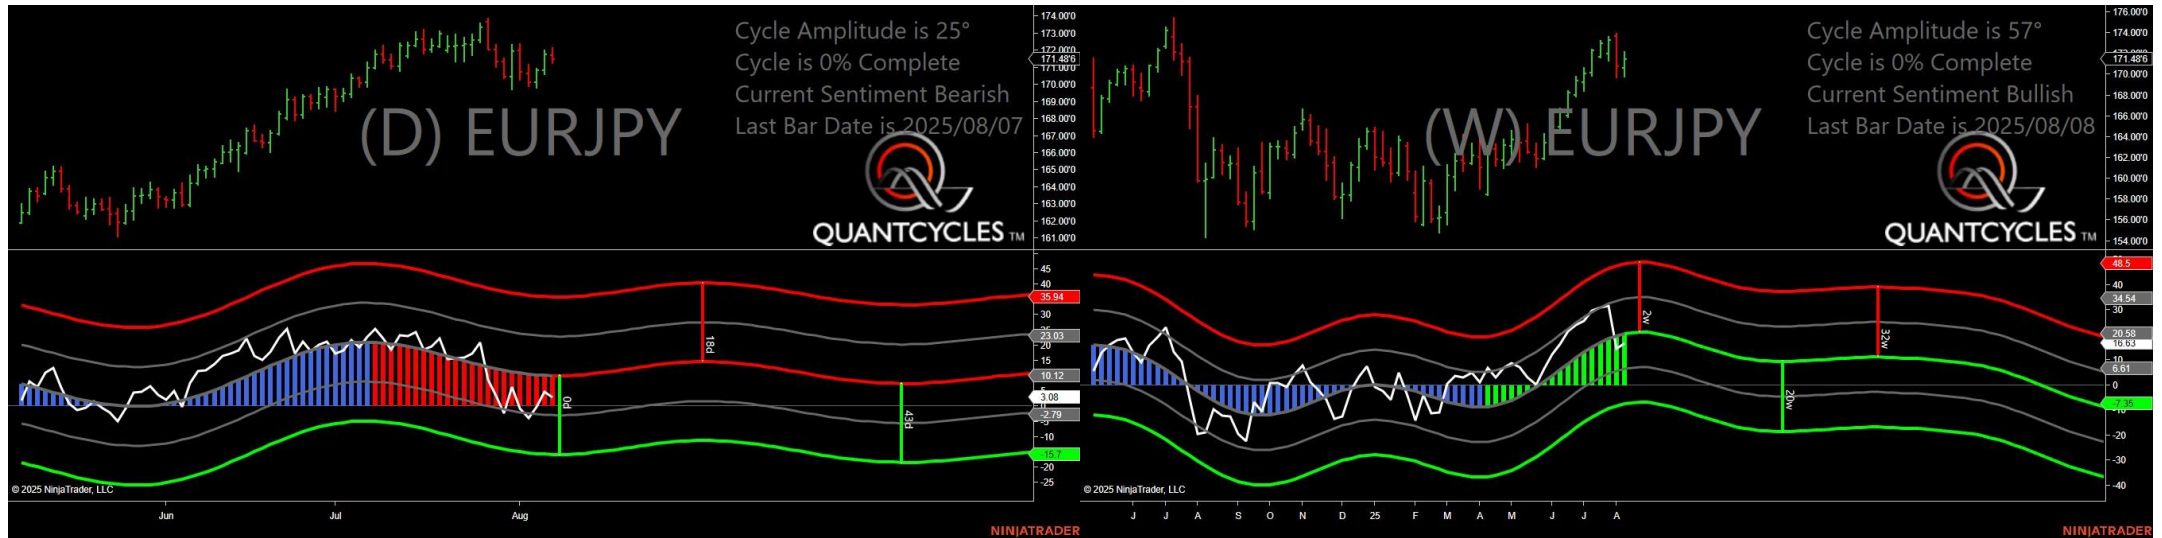 Cycle Amplitude is 25°
Cycle is 0% Complete
Current Sentiment Bearish
Last Bar Date is 2025/08/07
(D) EURJPY
QUANTCYCLES TM
174.00'0
173.00'0
172.00'0
171.48'6
171.00'0
170.00'0
169.00'0
168.00'0
167.00'0
166.00'0
165.00'0
164.00'0
163.00'0
162.00'0
161.00'0
45
40
35.94
30
23.03
20
15
10.12
5
3.08
0
-2.79
-10
-15.7
-20
-25
18d
0d
43d
© 2025 NinjaTrader, LLC
Jun
Jul
Aug
NINJATRADER
Cycle Amplitude is 57°
Cycle is 0% Complete
Current Sentiment Bullish
Last Bar Date is 2025/08/08
(W) EURJPY
QUANTCYCLES TM
176.00'0
174.00'0
171.48'6
170.00'0
168.00'0
166.00'0
164.00'0
162.00'0
160.00'0
158.00'0
156.00'0
154.00'0
48.5
40
34.54
30
20.58
16.63
10
6.61
0
-7.35
-20
-30
-40
2w
32w
20w
© 2025 NinjaTrader, LLC
J J A S O N D 25 F M A M J J A
NINJATRADER